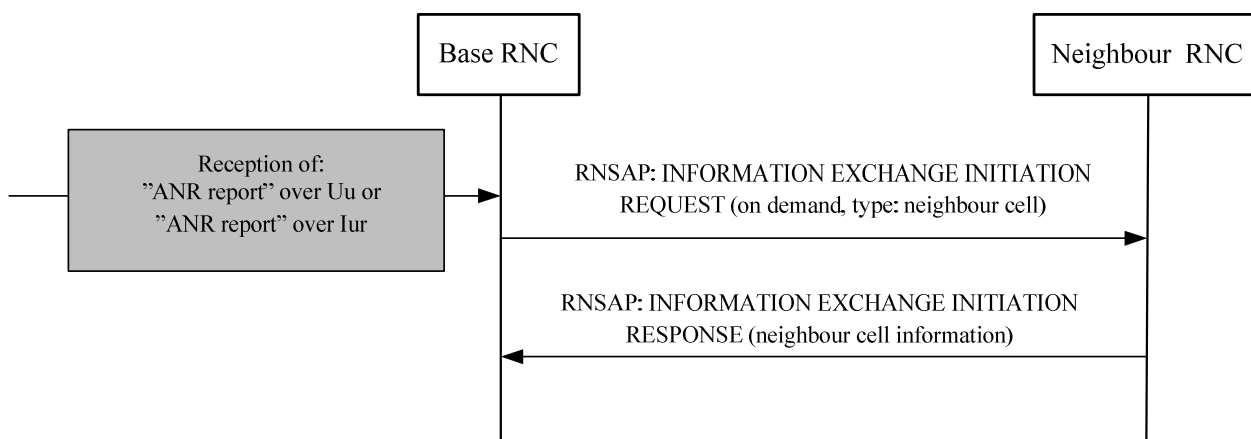 Base RNC
Neighbour RNC
Reception of:
”ANR report” over Uu or
”ANR report” over Iur
RNSAP: INFORMATION EXCHANGE INITIATION
REQUEST (on demand, type: neighbour cell)
RNSAP: INFORMATION EXCHANGE INITIATION
RESPONSE (neighbour cell information)